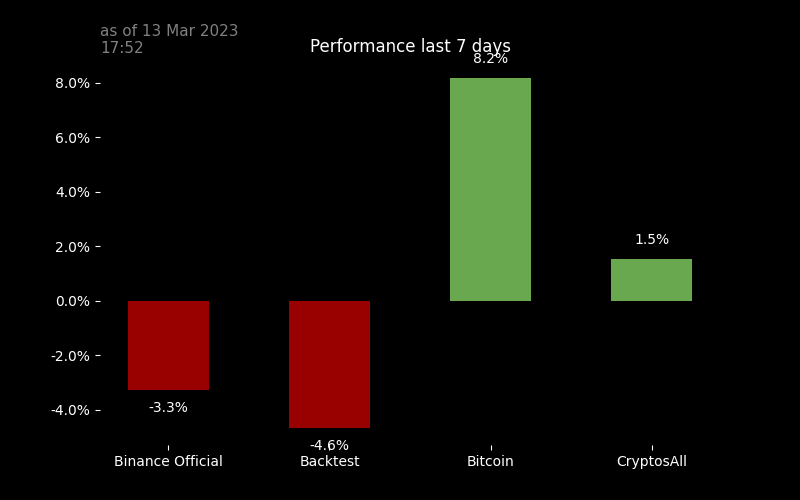 as of 13 Mar 2023
17:52
Performance last 7 days
8.2%
8.0%
6.0%
4.0%
2.0%
1.5%
0.0%
-2.0%
-4.0%
-3.3%
-4.6%
Binance Official
Backtest
Bitcoin
CryptosAll